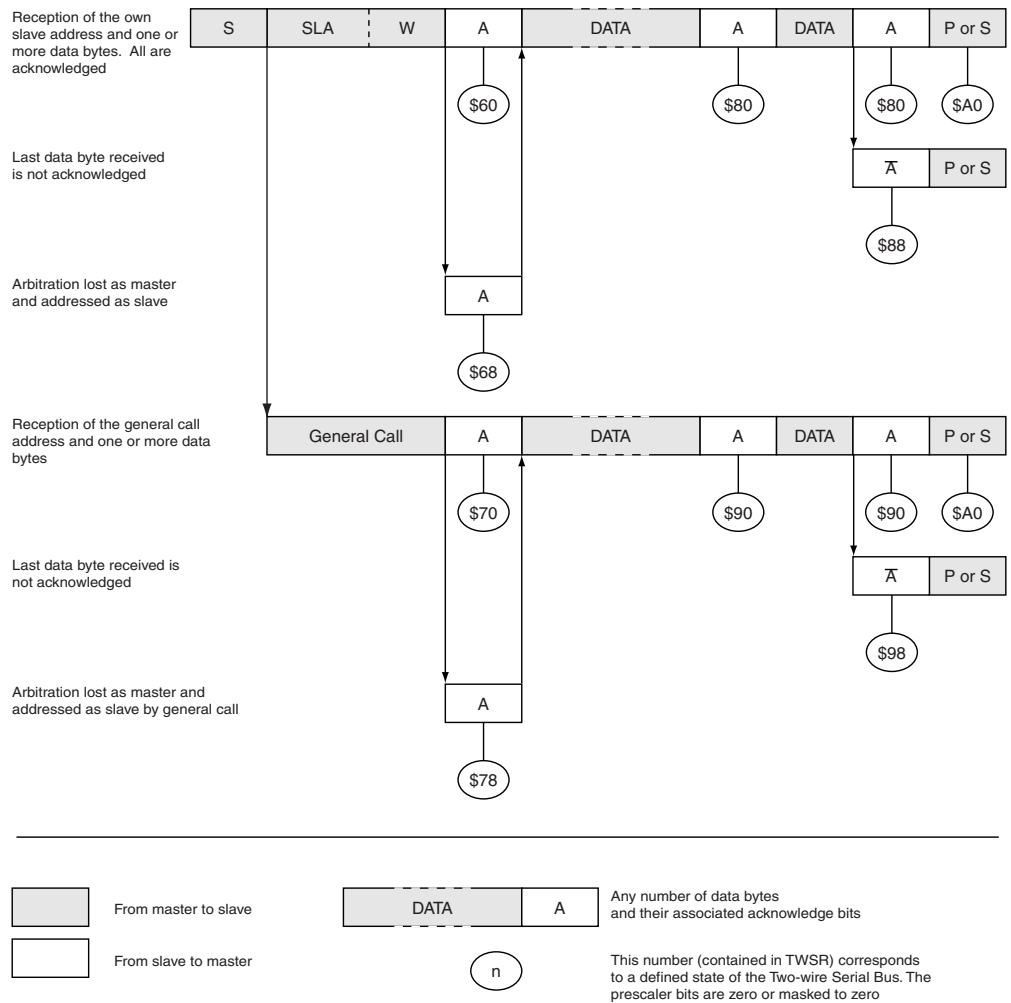 Reception of the own
slave address and one or
more data bytes.  All are
acknowledged
S SLA W A DATA A DATA A P or S
$60 $80 $80 $A0
Last data byte received
is not acknowledged
A̅ P or S
$88
Arbitration lost as master
and addressed as slave
A
$68
Reception of the general call
address and one or more data
bytes
General Call A DATA A DATA A P or S
$70 $90 $90 $A0
Last data byte received is
not acknowledged
A̅ P or S
$98
Arbitration lost as master and
addressed as slave by general call
A
$78
From master to slave
DATA A
Any number of data bytes
and their associated acknowledge bits
From slave to master
n
This number (contained in TWSR) corresponds
to a defined state of the Two-wire Serial Bus. The
prescaler bits are zero or masked to zero